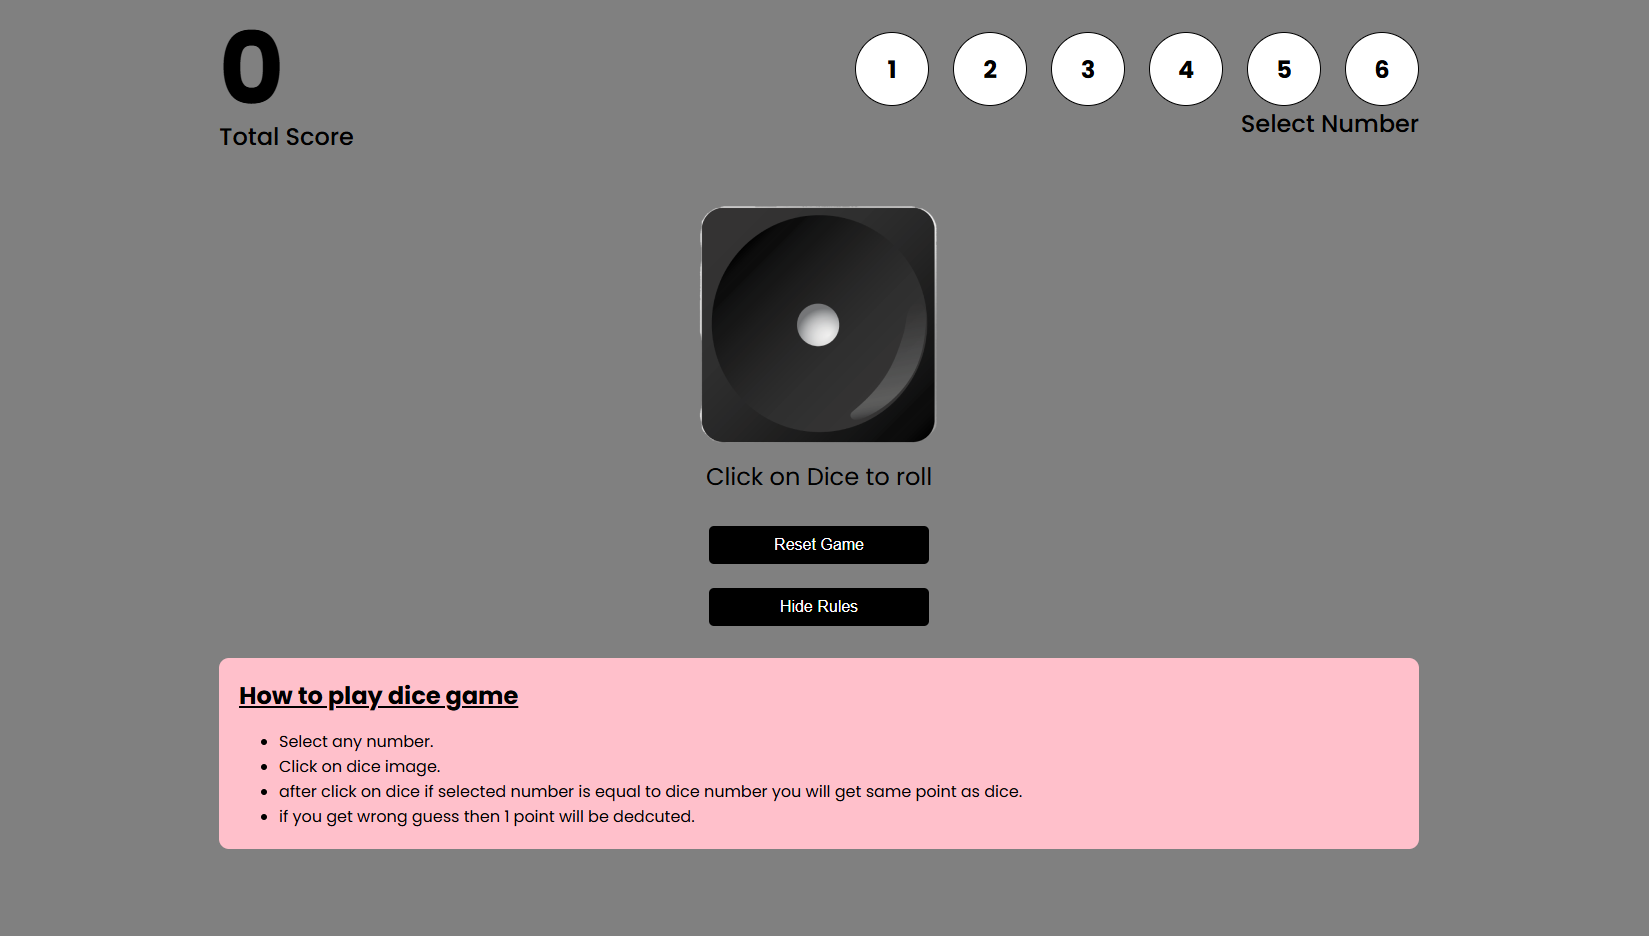 0
Total Score
1 2 3 4 5 6
Select Number
Click on Dice to roll
Reset Game
Hide Rules
How to play dice game
Select any number.
Click on dice image.
after click on dice if selected number is equal to dice number you will get same point as dice.
if you get wrong guess then 1 point will be dedcuted.